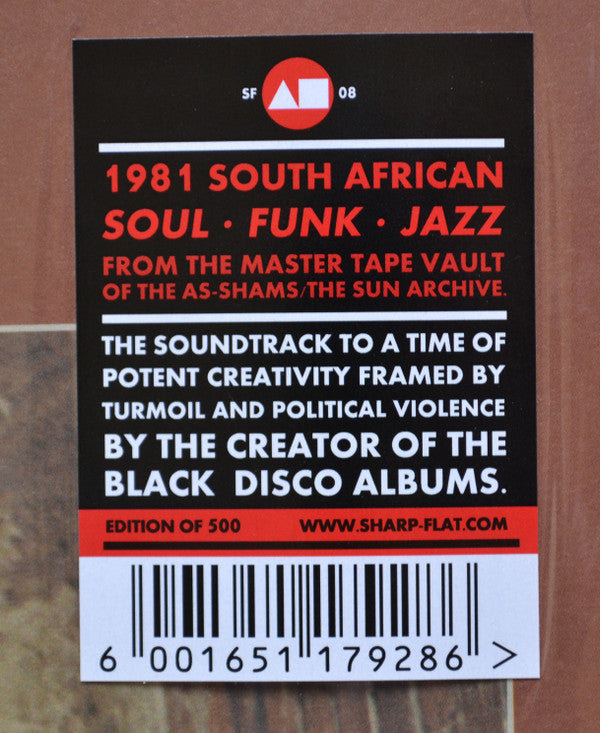 SF 08
1981 SOUTH AFRICAN
SOUL · FUNK · JAZZ
FROM THE MASTER TAPE VAULT
OF THE AS-SHAMS/THE SUN ARCHIVE.
THE SOUNDTRACK TO A TIME OF
POTENT CREATIVITY FRAMED BY
TURMOIL AND POLITICAL VIOLENCE
BY THE CREATOR OF THE
BLACK DISCO ALBUMS.
EDITION OF 500 WWW.SHARP-FLAT.COM
6 001651 179286 >